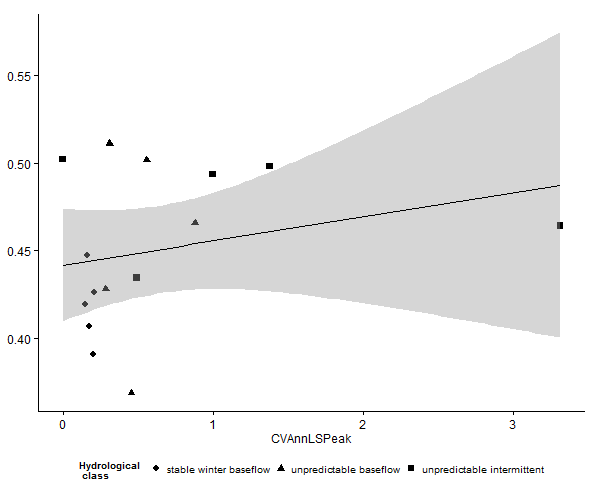 0.55
0.50
0.45
0.40
0 1 2 3
CVAnnLSPeak
Hydrological
class
stable winter baseflow unpredictable baseflow unpredictable intermittent